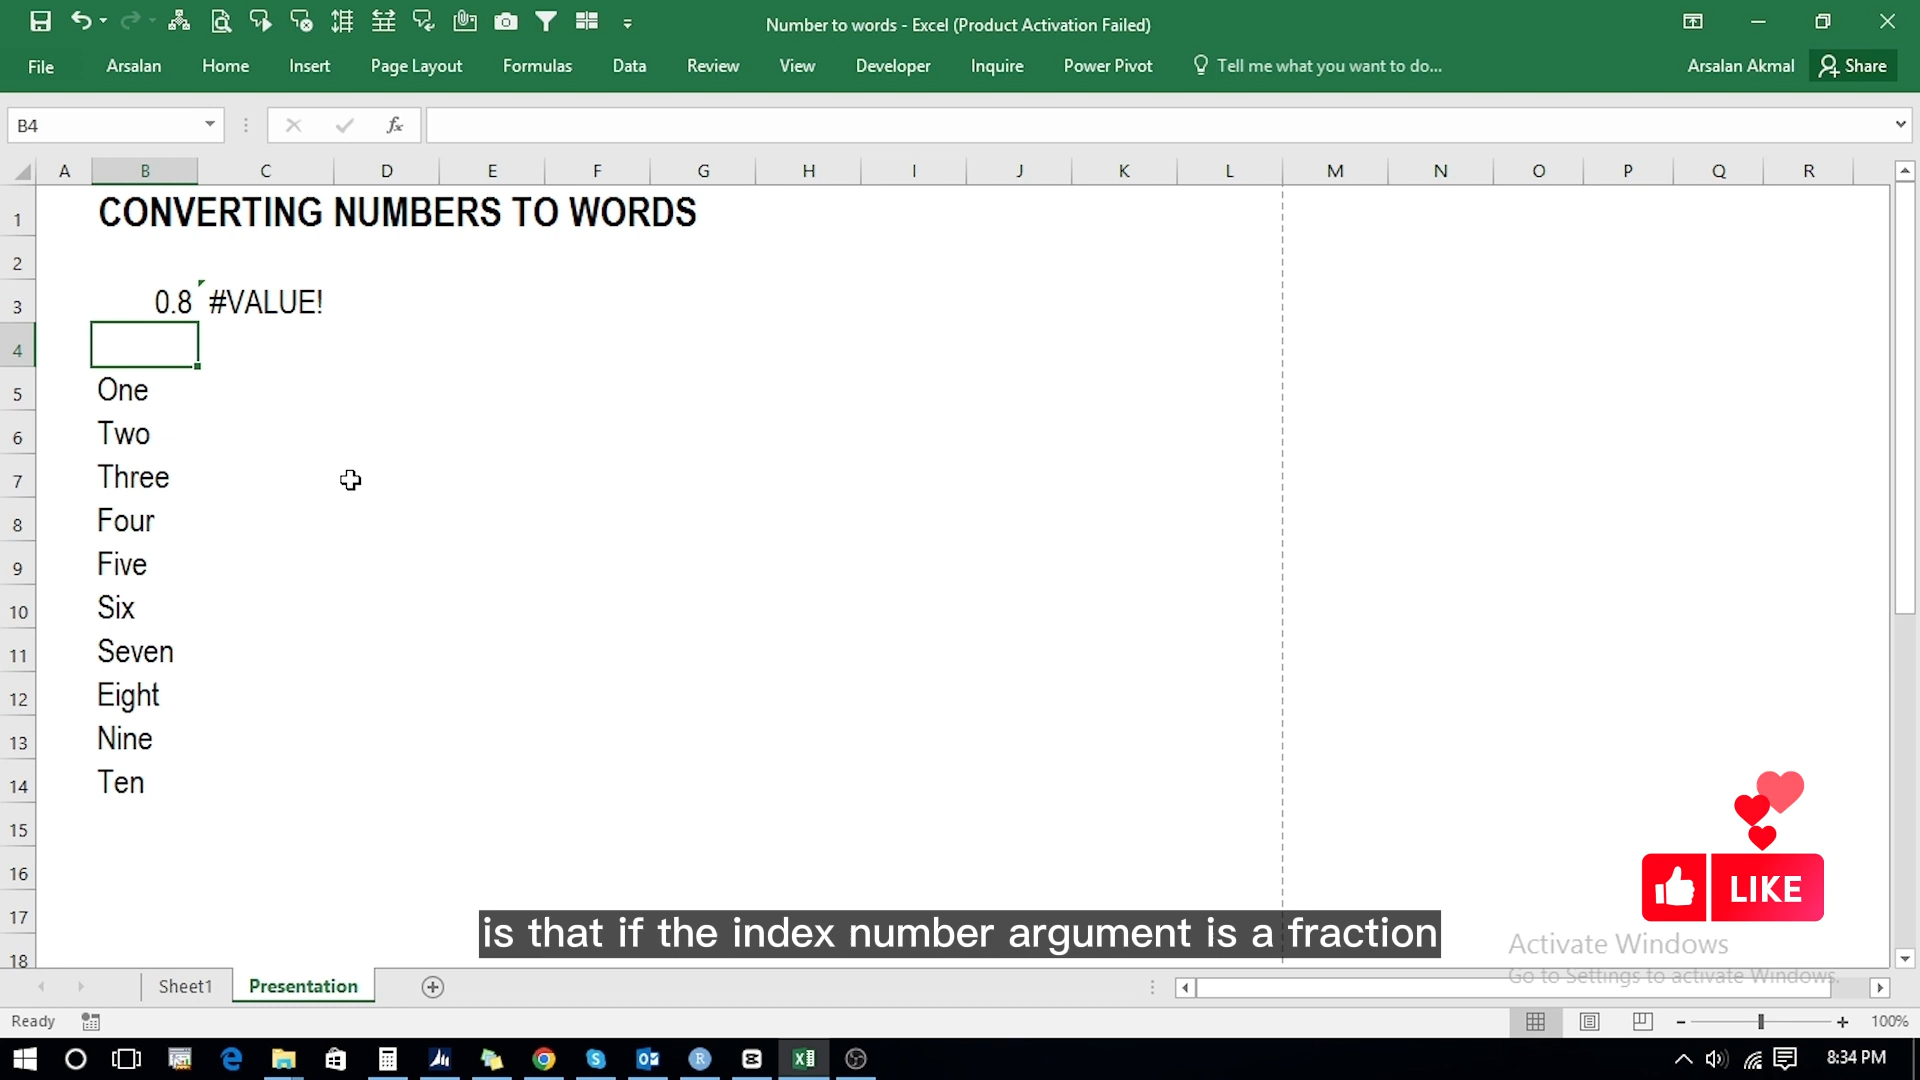 Number to words - Excel (Product Activation Failed)
File Arsalan Home Insert Page Layout Formulas Data Review View Developer Inquire Power Pivot Tell me what you want to do... Arsalan Akmal Share
B4 fx
A B C D E F G H I J K L M N O P Q R
1 CONVERTING NUMBERS TO WORDS
2
3 0.8 #VALUE!
4
5 One
6 Two
7 Three
8 Four
9 Five
10 Six
11 Seven
12 Eight
13 Nine
14 Ten
15
16
17
18
LIKE
is that if the index number argument is a fraction
Activate Windows
Go to Settings to activate Windows.
Sheet1 Presentation
Ready 100%
8:34 PM